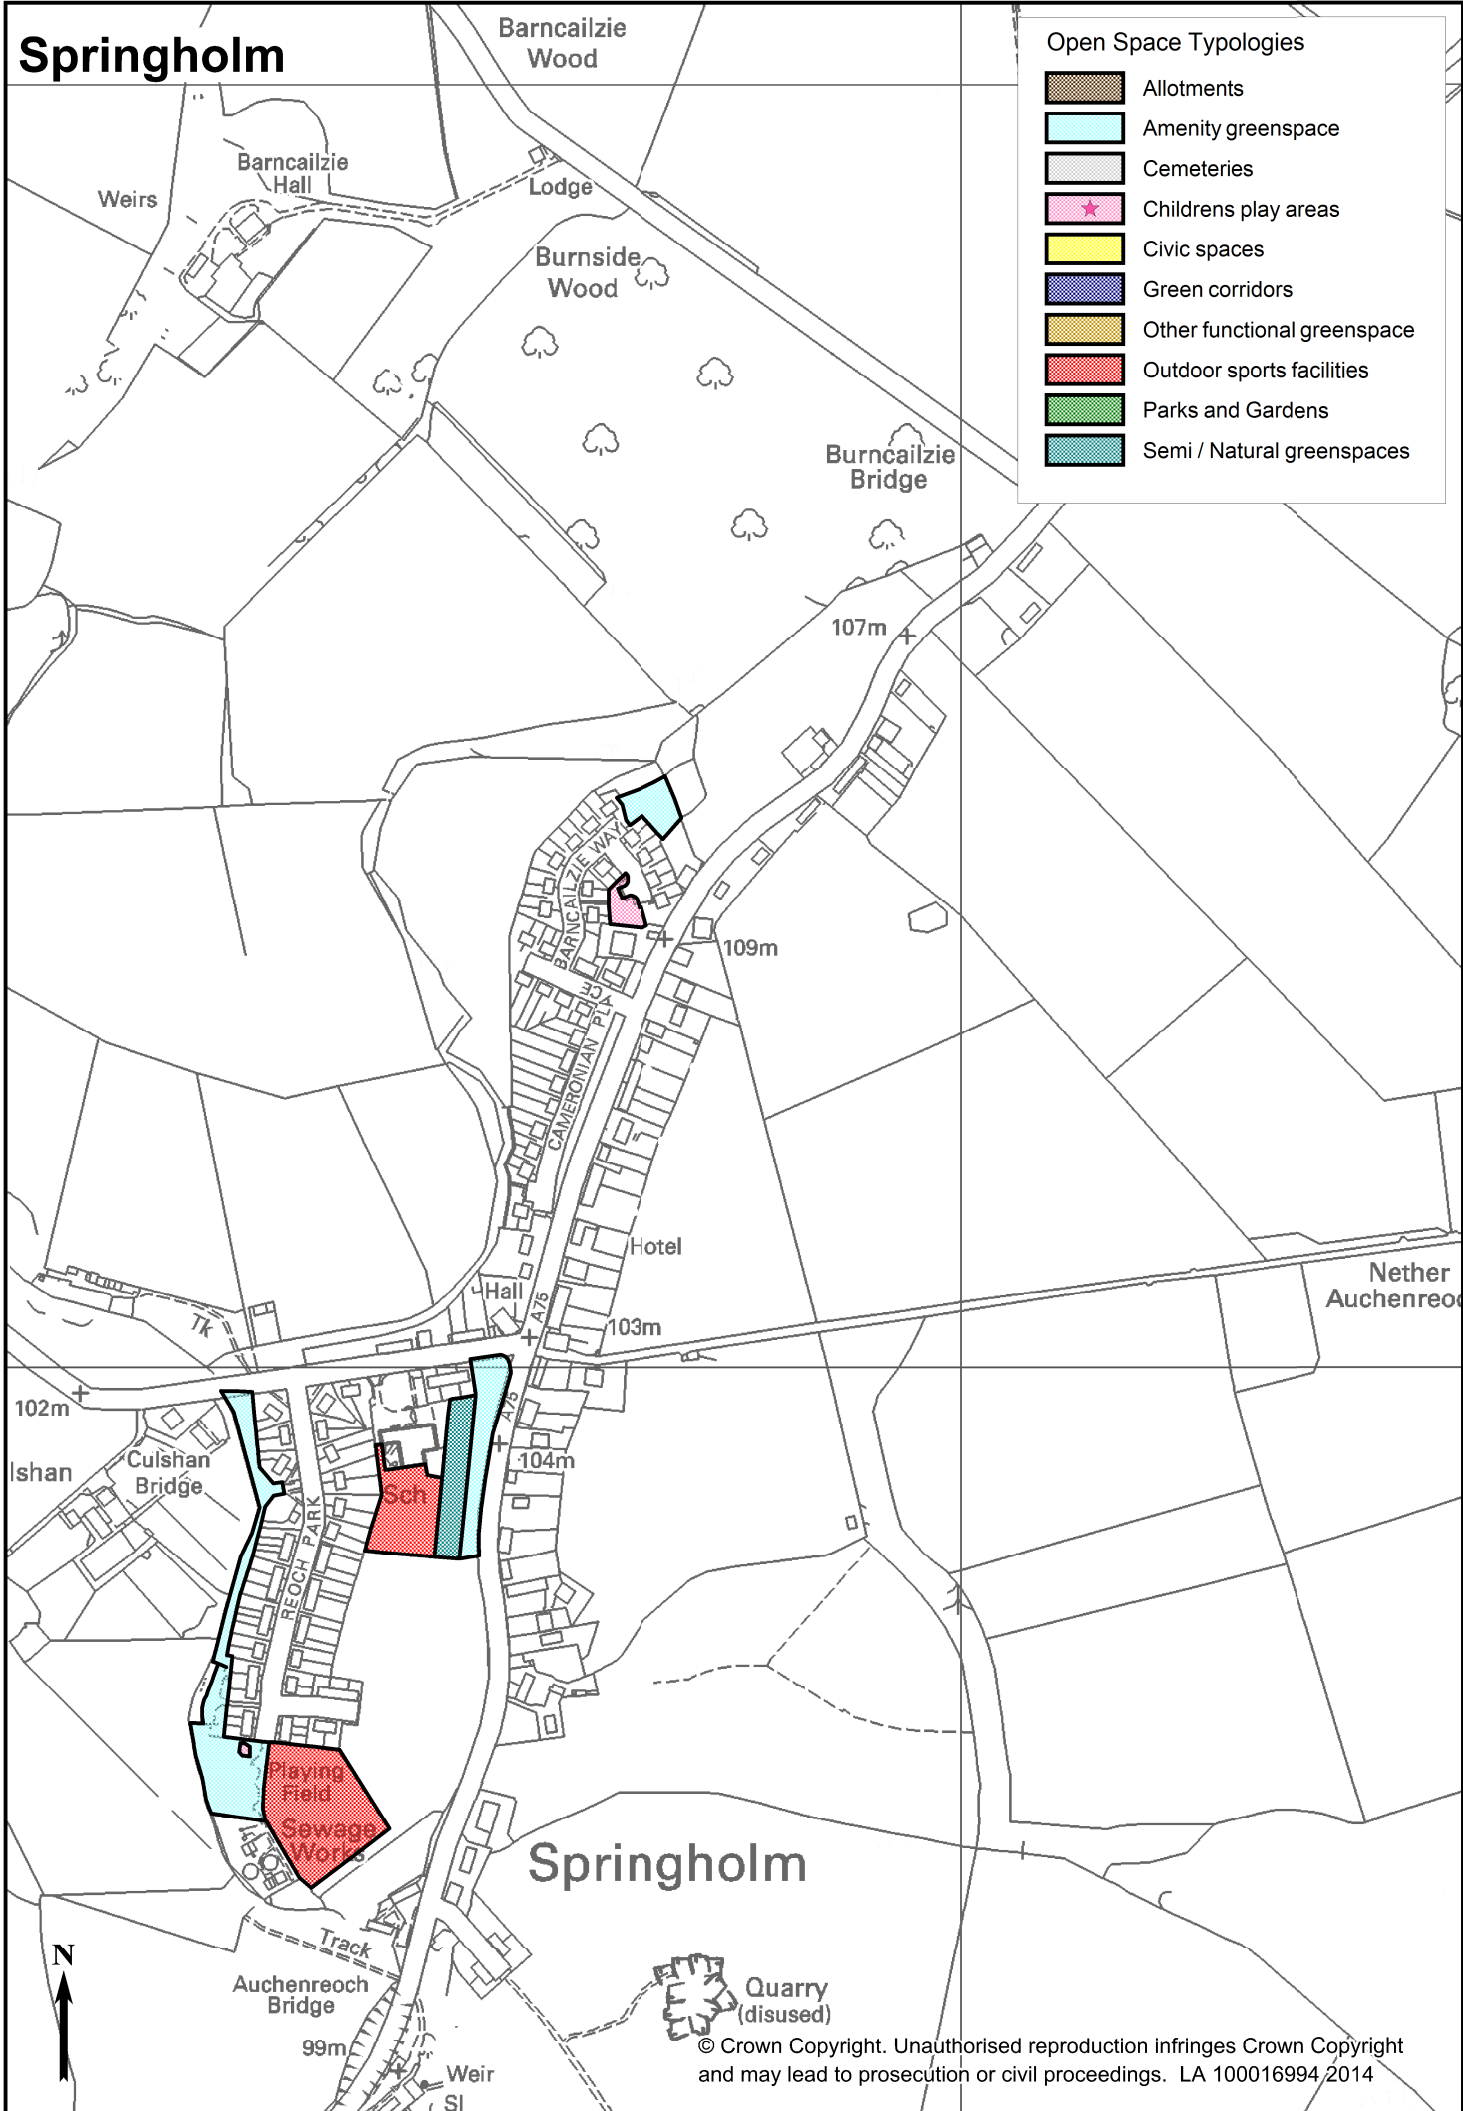 Springholm
Open Space Typologies
Allotments
Amenity greenspace
Cemeteries
Childrens play areas
Civic spaces
Green corridors
Other functional greenspace
Outdoor sports facilities
Parks and Gardens
Semi / Natural greenspaces
Barncailzie
Wood
Barncailzie
Hall
Weirs
Lodge
Burnside
Wood
Burncailzie
Bridge
107m
BARNCAILZIE WAY
109m
CAMERONIAN PLACE
Hotel
Hall
A75
103m
Nether
Auchenreoc
Tk
102m
A75
104m
lshan
Culshan
Bridge
Sch
REOCH PARK
Playing
Field
Sewage
Works
Springholm
N
Track
Auchenreoch
Bridge
Quarry
(disused)
99m
Weir
Sl
© Crown Copyright. Unauthorised reproduction infringes Crown Copyright
and may lead to prosecution or civil proceedings. LA 100016994 2014